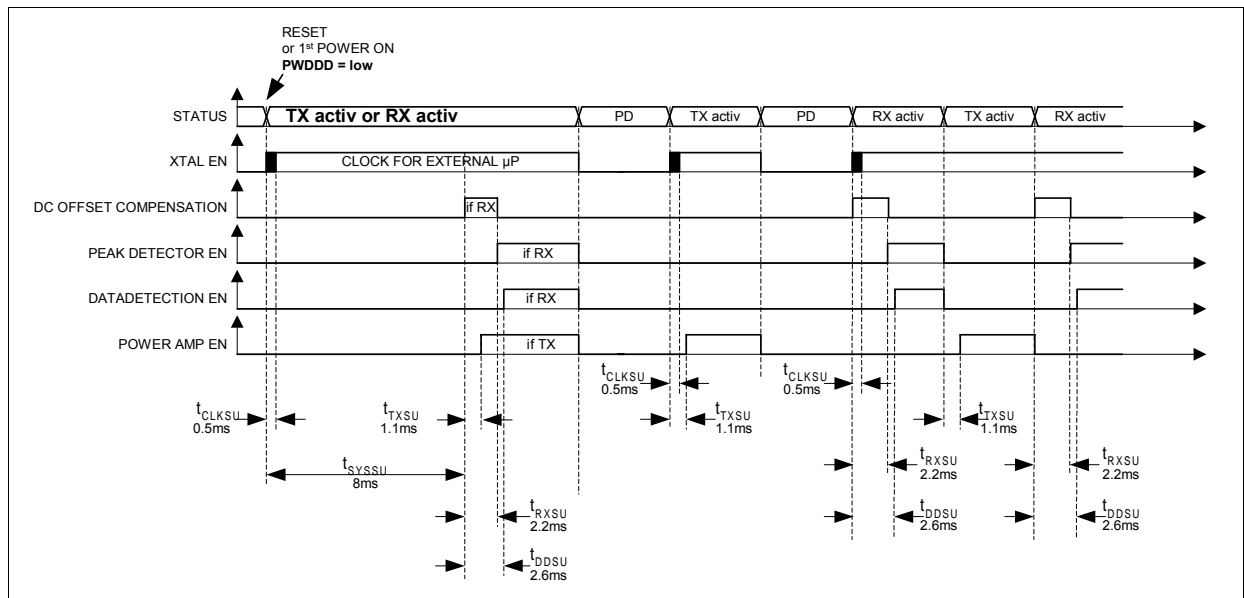 RESET
or 1st POWER ON
PWDDD = low
STATUS
TX activ or RX activ
PD
TX activ
PD
RX activ
TX activ
RX activ
XTAL EN
CLOCK FOR EXTERNAL µP
DC OFFSET COMPENSATION
if RX
PEAK DETECTOR EN
if RX
DATADETECTION EN
if RX
POWER AMP EN
if TX
tCLKSU
0.5ms
tCLKSU
0.5ms
tCLKSU
0.5ms
tTXSU
1.1ms
tTXSU
1.1ms
tTXSU
1.1ms
tSYSSU
8ms
tRXSU
2.2ms
tRXSU
2.2ms
tRXSU
2.2ms
tDDSU
2.6ms
tDDSU
2.6ms
tDDSU
2.6ms